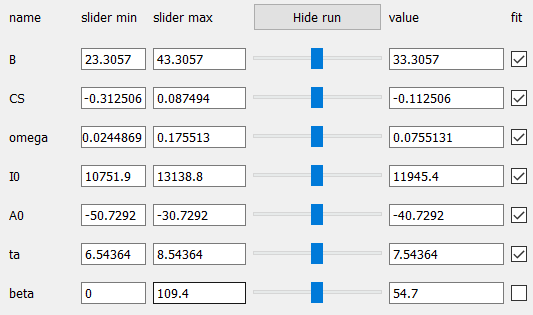 name slider min slider max Hide run value fit
B 23.3057 43.3057 33.3057
CS -0.312506 0.087494 -0.112506
omega 0.0244869 0.175513 0.0755131
I0 10751.9 13138.8 11945.4
A0 -50.7292 -30.7292 -40.7292
ta 6.54364 8.54364 7.54364
beta 0 109.4 54.7